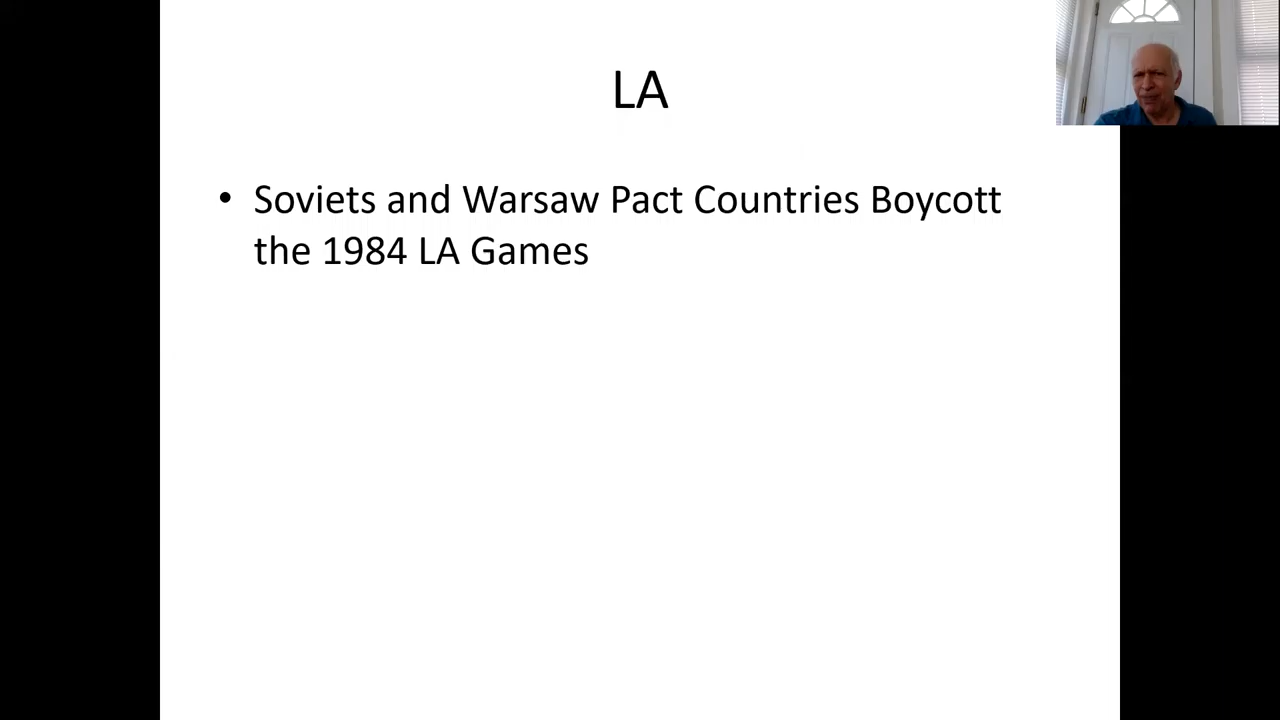 LA
• Soviets and Warsaw Pact Countries Boycott
the 1984 LA Games